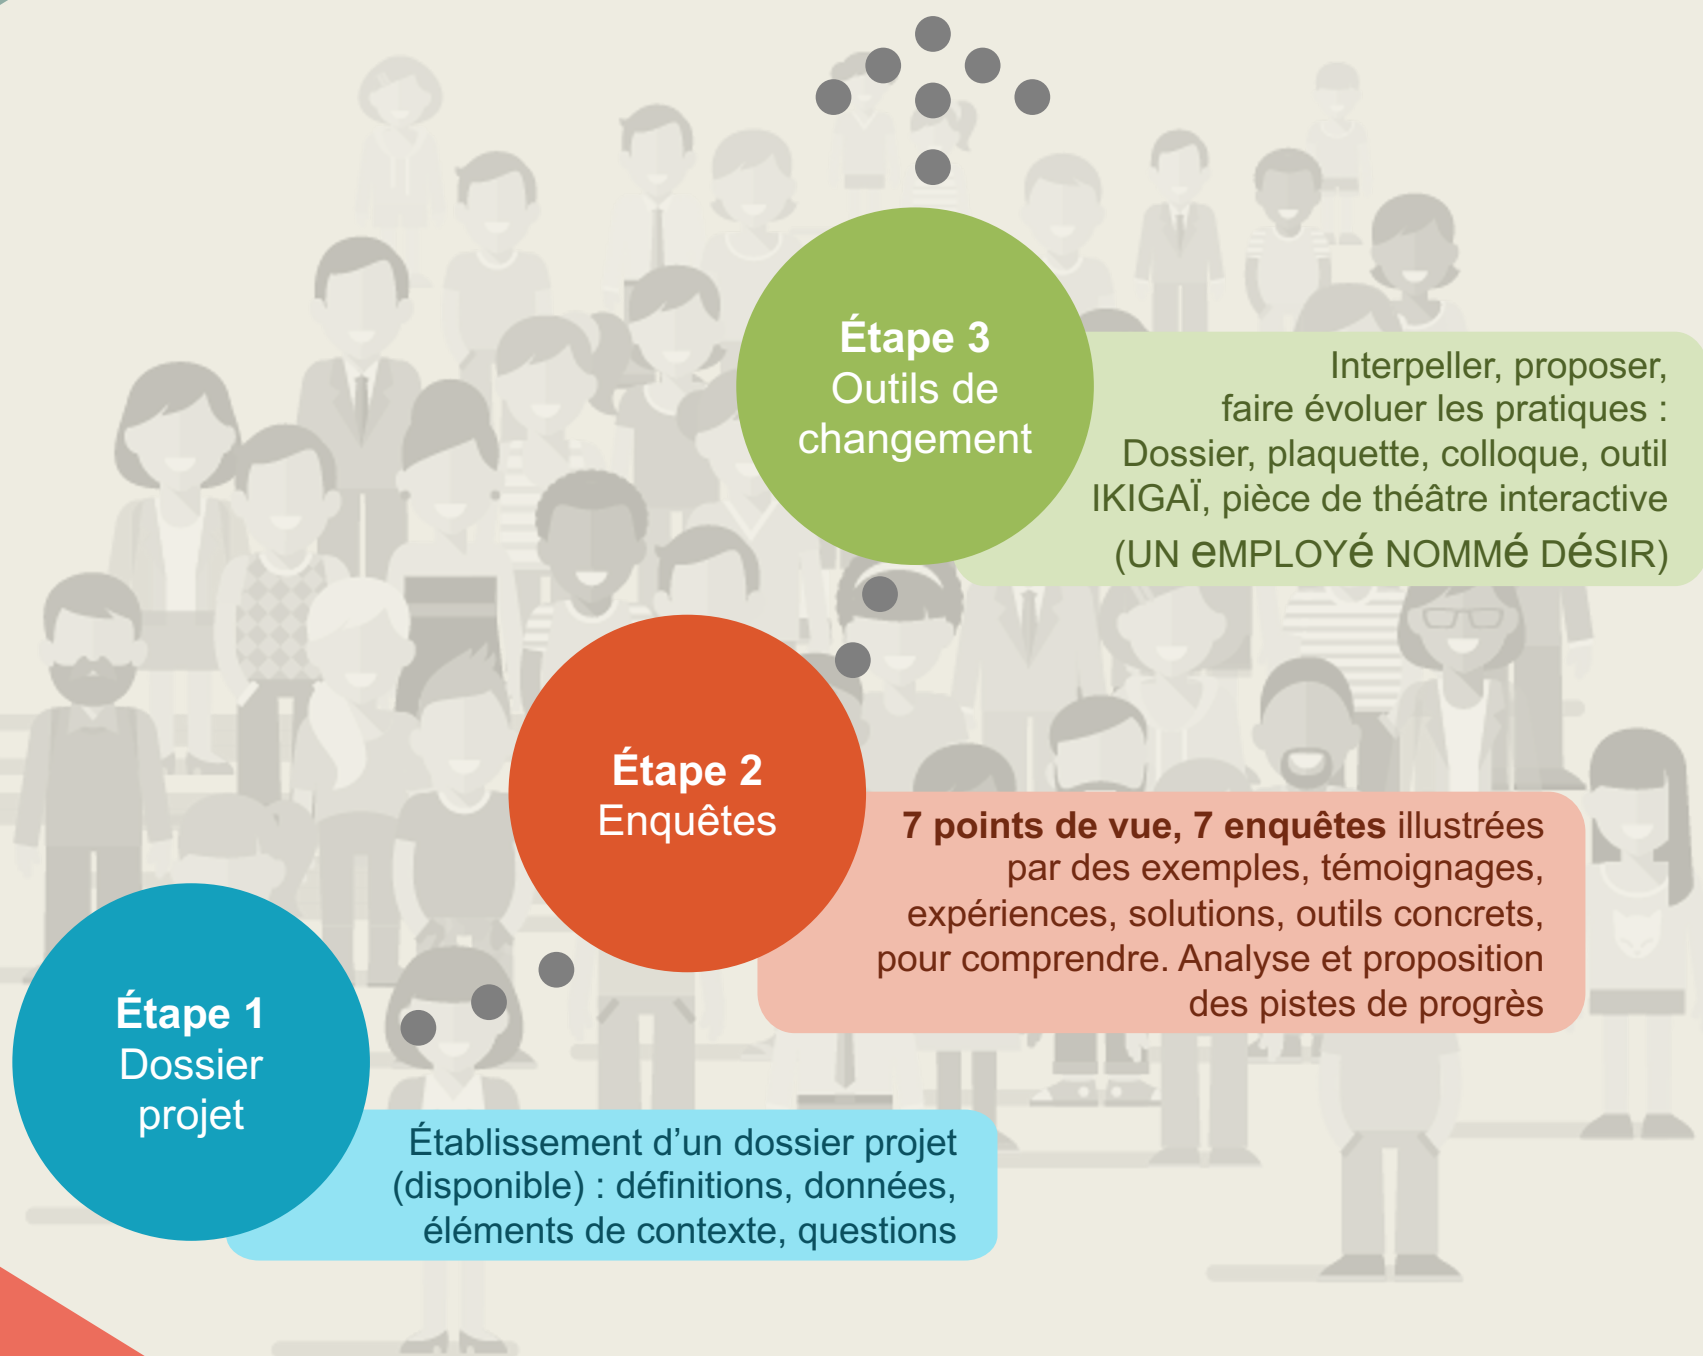 Étape 3
Outils de
changement
Interpeller, proposer,
faire évoluer les pratiques :
Dossier, plaquette, colloque, outil
IKIGAÏ, pièce de théâtre interactive
(UN eMPLOYé NOMMé DéSIR)
Étape 2
Enquêtes
7 points de vue, 7 enquêtes illustrées
par des exemples, témoignages,
expériences, solutions, outils concrets,
pour comprendre. Analyse et proposition
des pistes de progrès
Étape 1
Dossier
projet
Établissement d’un dossier projet
(disponible) : définitions, données,
éléments de contexte, questions